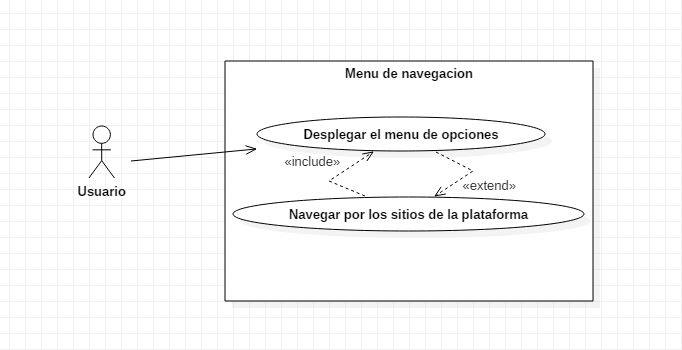 Menu de navegacion
Desplegar el menu de opciones
«include»
«extend»
Usuario
Navegar por los sitios de la plataforma